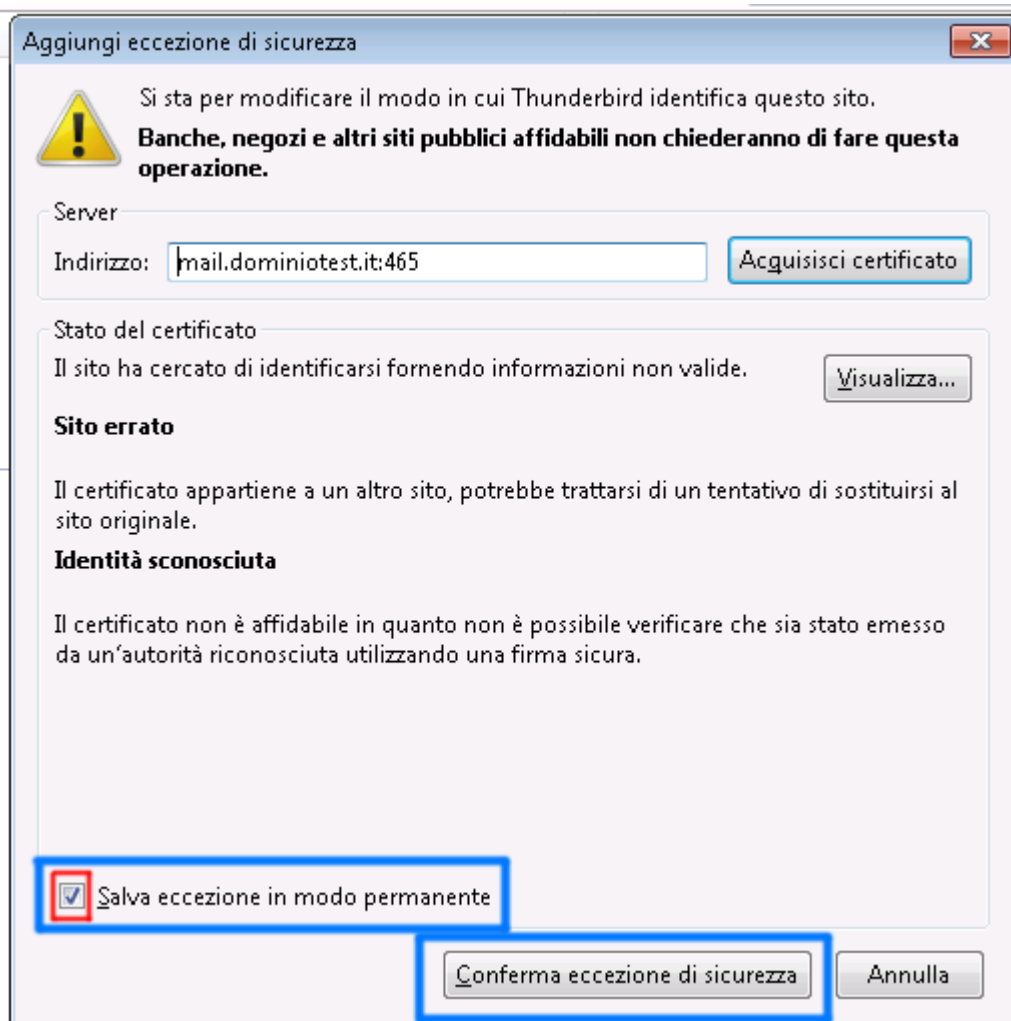 Aggiungi eccezione di sicurezza
Si sta per modificare il modo in cui Thunderbird identifica questo sito.
Banche, negozi e altri siti pubblici affidabili non chiederanno di fare questa
operazione.
Server
Indirizzo: mail.dominiotest.it:465 Acquisisci certificato
Stato del certificato
Il sito ha cercato di identificarsi fornendo informazioni non valide. Visualizza...
Sito errato
Il certificato appartiene a un altro sito, potrebbe trattarsi di un tentativo di sostituirsi al
sito originale.
Identità sconosciuta
Il certificato non è affidabile in quanto non è possibile verificare che sia stato emesso
da un'autorità riconosciuta utilizzando una firma sicura.
Salva eccezione in modo permanente
Conferma eccezione di sicurezza Annulla